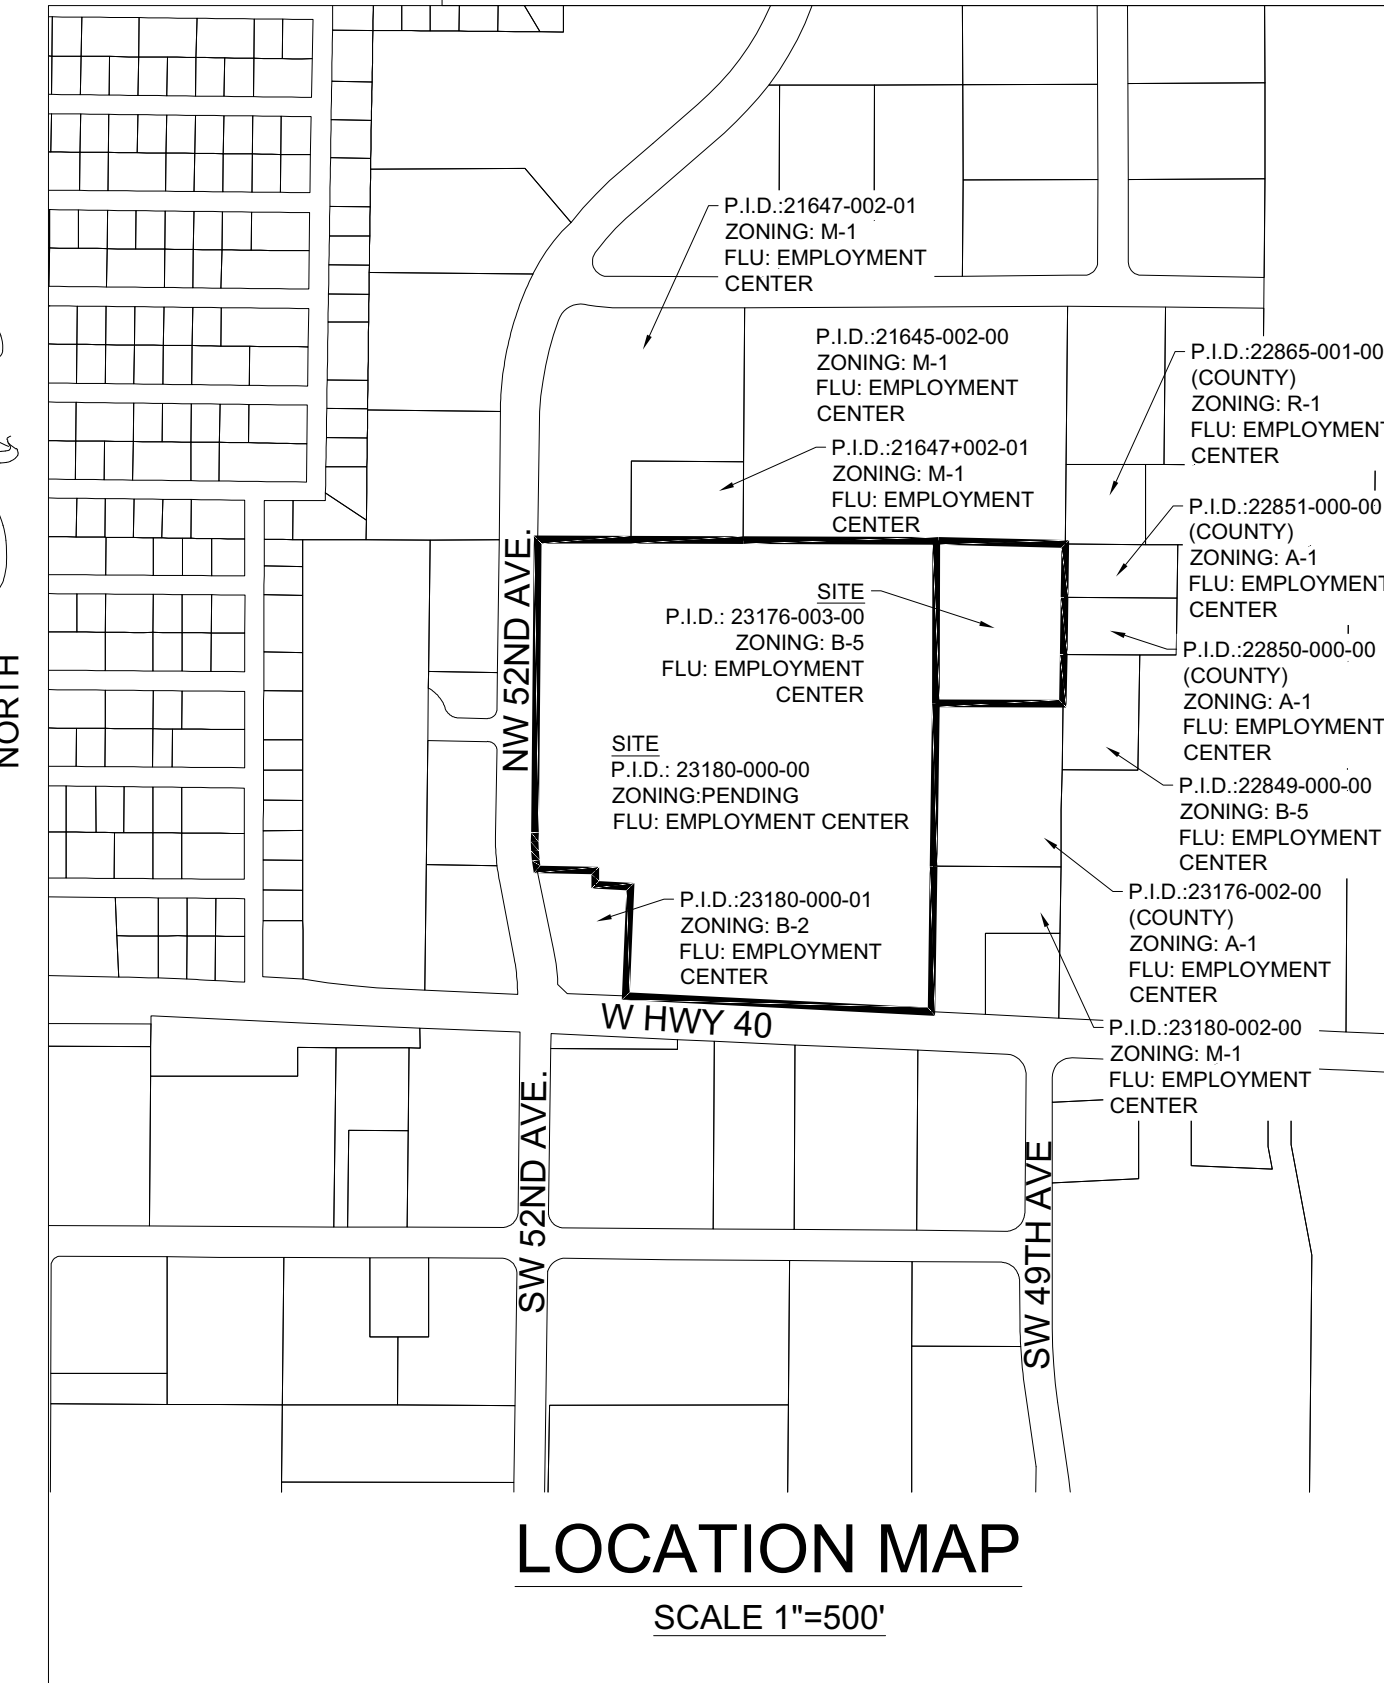 P.I.D.:21647-002-01
ZONING: M-1
FLU: EMPLOYMENT
CENTER
P.I.D.:21645-002-00
ZONING: M-1
FLU: EMPLOYMENT
CENTER
P.I.D.:22865-001-00
(COUNTY)
ZONING: R-1
FLU: EMPLOYMENT
CENTER
P.I.D.:21647+002-01
ZONING: M-1
FLU: EMPLOYMENT
CENTER
P.I.D.:22851-000-00
(COUNTY)
ZONING: A-1
FLU: EMPLOYMENT
CENTER
NW 52ND AVE.
SITE
P.I.D.: 23176-003-00
ZONING: B-5
FLU: EMPLOYMENT
CENTER
P.I.D.:22850-000-00
(COUNTY)
ZONING: A-1
FLU: EMPLOYMENT
CENTER
NORTH
SITE
P.I.D.: 23180-000-00
ZONING:PENDING
FLU: EMPLOYMENT CENTER
P.I.D.:22849-000-00
ZONING: B-5
FLU: EMPLOYMENT
CENTER
P.I.D.:23180-000-01
ZONING: B-2
FLU: EMPLOYMENT
CENTER
P.I.D.:23176-002-00
(COUNTY)
ZONING: A-1
FLU: EMPLOYMENT
CENTER
W HWY 40
P.I.D.:23180-002-00
ZONING: M-1
FLU: EMPLOYMENT
CENTER
SW 52ND AVE.
SW 49TH AVE
LOCATION MAP
SCALE 1"=500'